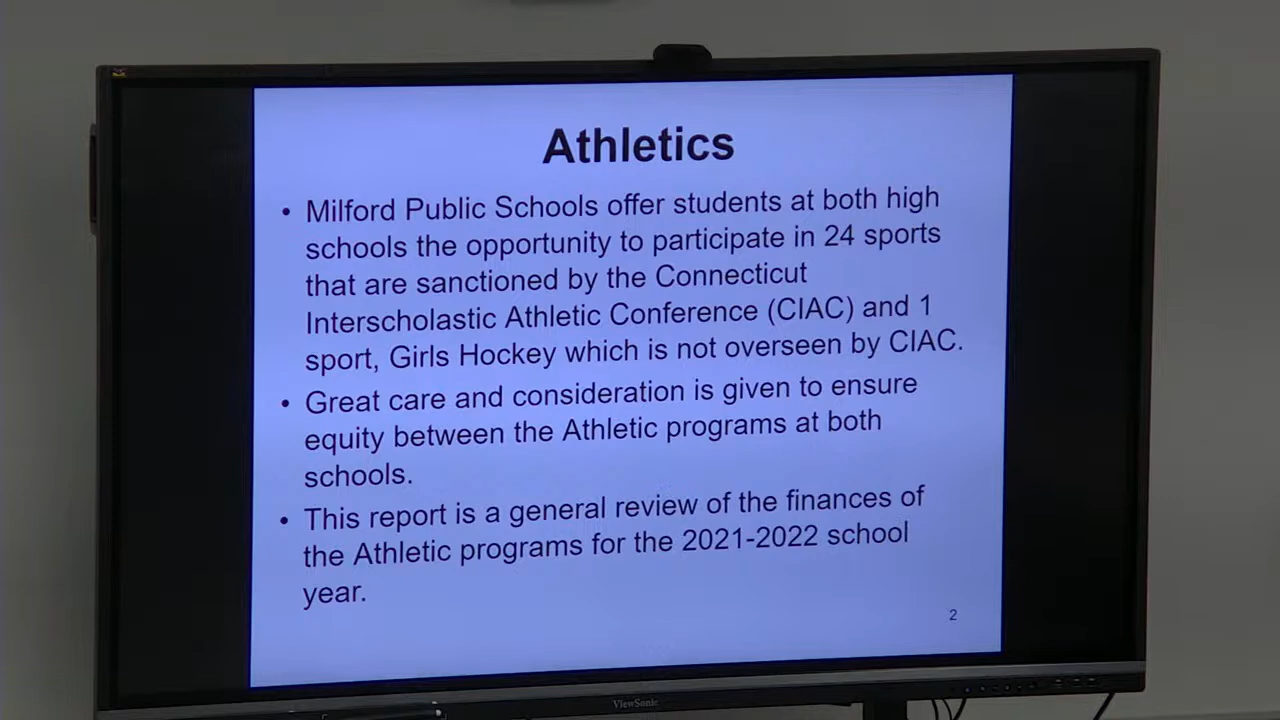 Athletics
• Milford Public Schools offer students at both high
schools the opportunity to participate in 24 sports
that are sanctioned by the Connecticut
Interscholastic Athletic Conference (CIAC) and 1
sport, Girls Hockey which is not overseen by CIAC.
• Great care and consideration is given to ensure
equity between the Athletic programs at both
schools.
• This report is a general review of the finances of
the Athletic programs for the 2021-2022 school
year.
2
ViewSonic